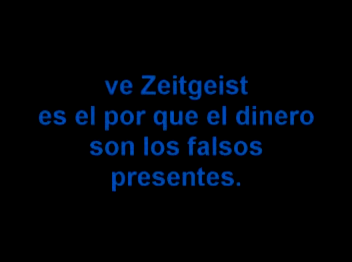 ve Zeitgeist
es el por que el dinero
son los falsos
presentes.